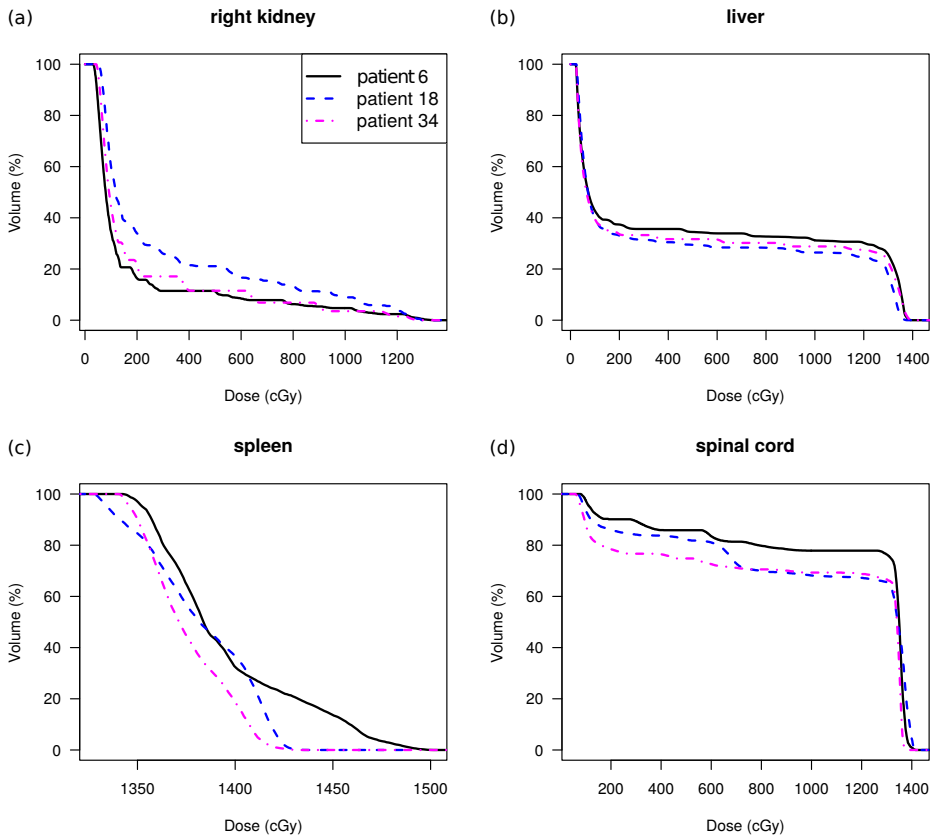 (a) right kidney
patient 6
patient 18
patient 34
Volume (%)
100
80
60
40
20
0
0 200 400 600 800 1000 1200
Dose (cGy)
(b) liver
Volume (%)
100
80
60
40
20
0
0 200 400 600 800 1000 1400
Dose (cGy)
(c) spleen
Volume (%)
100
80
60
40
20
0
1350 1400 1450 1500
Dose (cGy)
(d) spinal cord
Volume (%)
100
80
60
40
20
0
200 400 600 800 1000 1400
Dose (cGy)